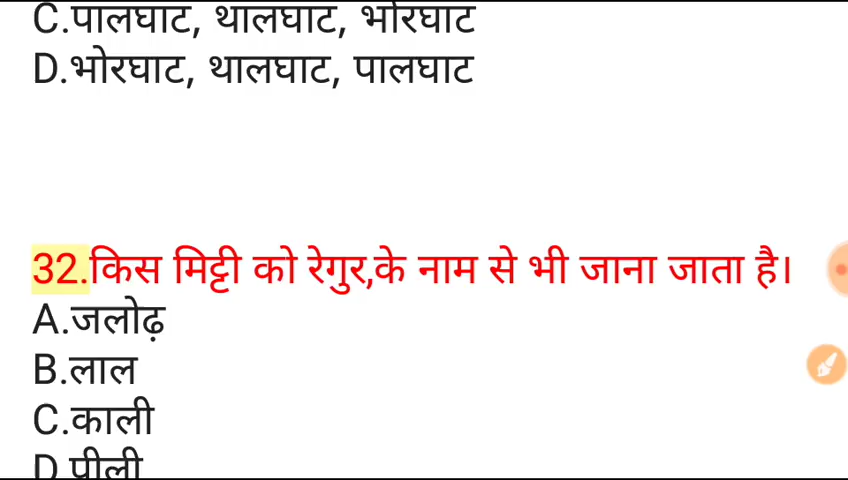 C.पालघाट, थालघाट, भोरघाट
D.भोरघाट, थालघाट, पालघाट
32.किस मिट्टी को रेगुर,के नाम से भी जाना जाता है।
A.जलोढ़
B.लाल
C.काली
D.पीली